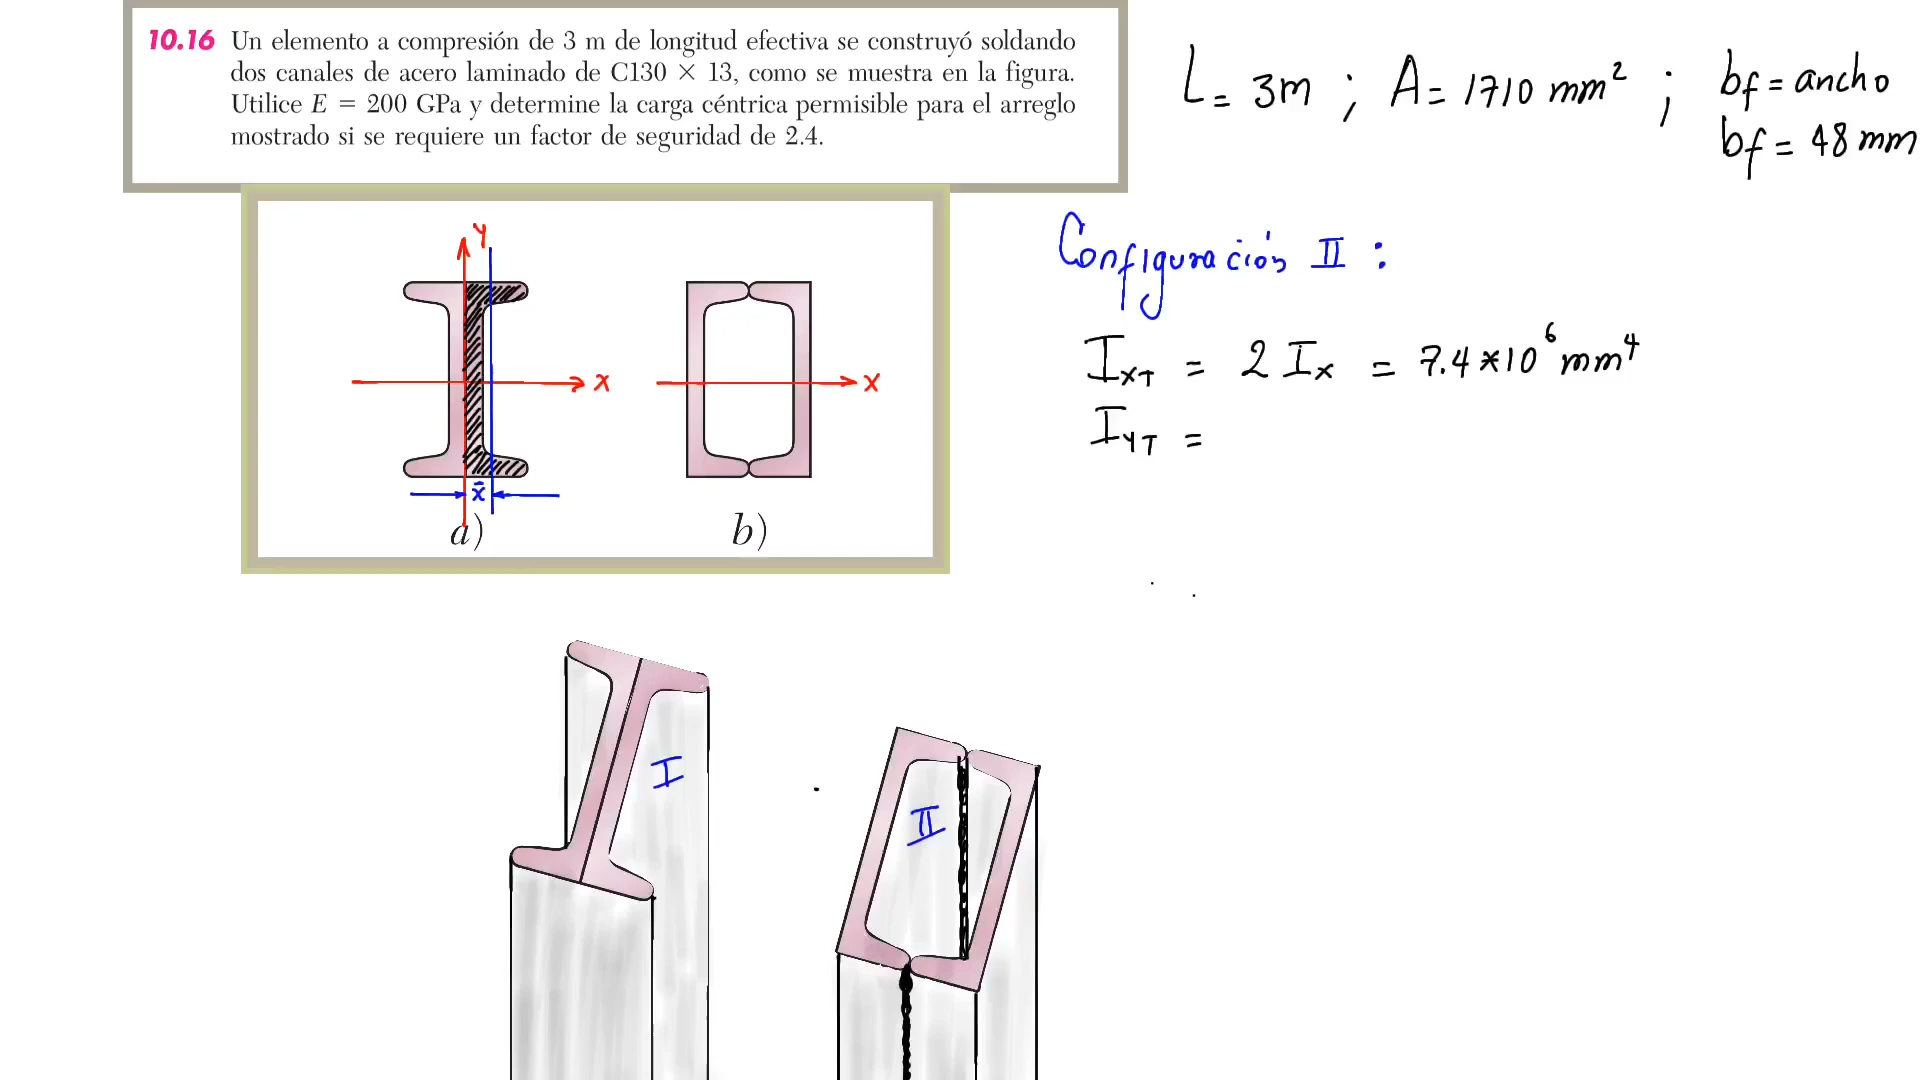 10.16 Un elemento a compresión de 3 m de longitud efectiva se construyó soldando
dos canales de acero laminado de C130 × 13, como se muestra en la figura.
Utilice E = 200 GPa y determine la carga céntrica permisible para el arreglo
mostrado si se requiere un factor de seguridad de 2.4.
L = 3m ; A = 1710 mm² ; bf = ancho
bf = 48 mm
Configuración II :
I_XT = 2 I_X = 7.4*10⁶ mm⁴
I_YT =
Y
X
X
x̄
a)
b)
I
II